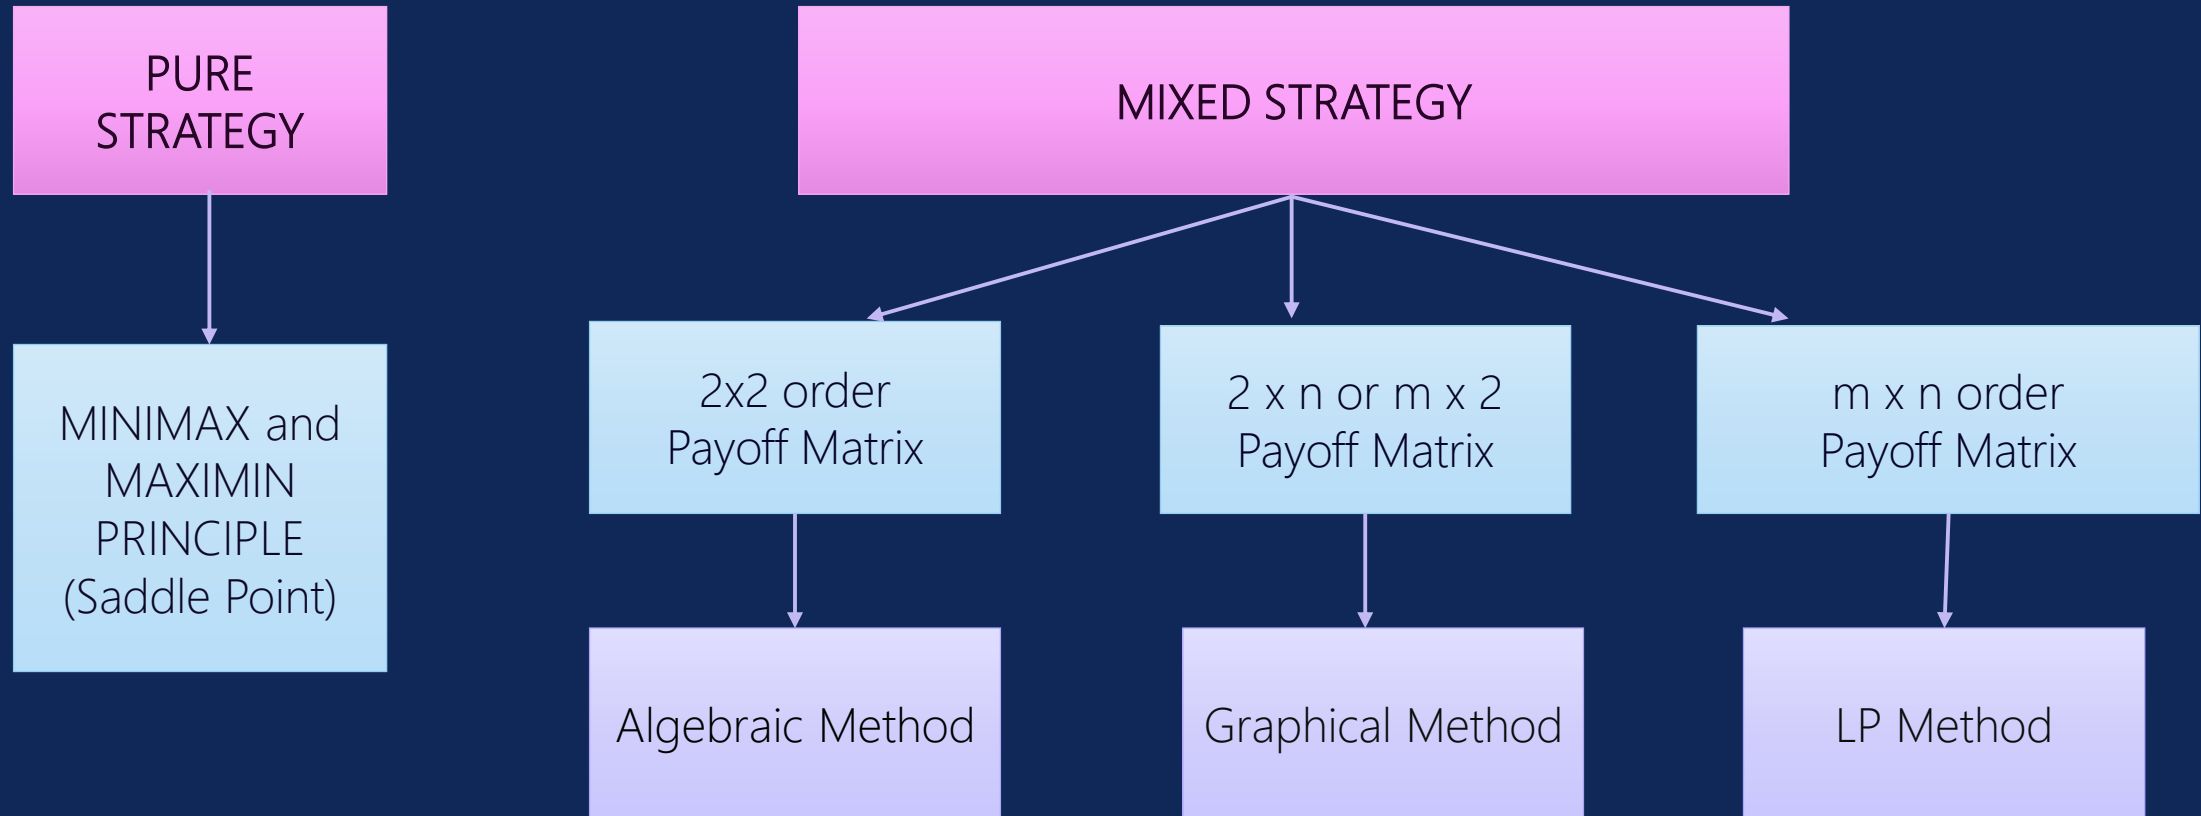 PURE
STRATEGY
MIXED STRATEGY
MINIMAX and
MAXIMIN
PRINCIPLE
(Saddle Point)
2x2 order
Payoff Matrix
2 x n or m x 2
Payoff Matrix
m x n order
Payoff Matrix
Algebraic Method
Graphical Method
LP Method